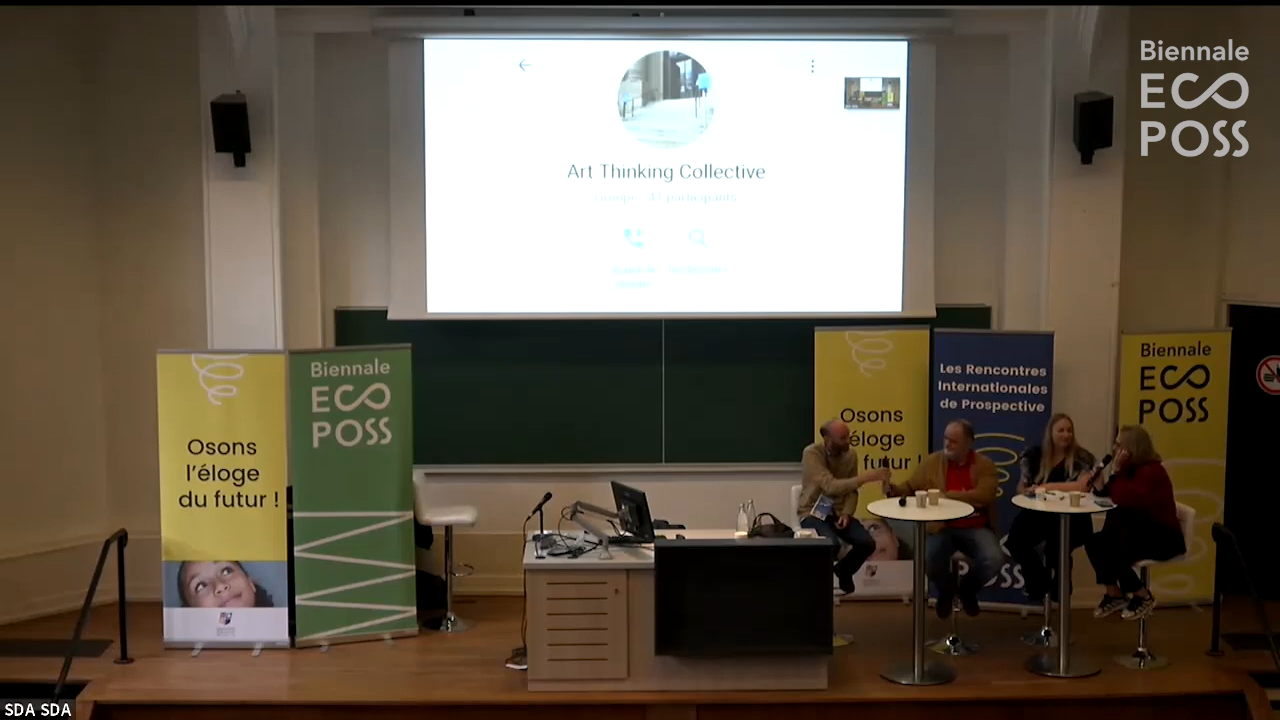 Biennale
ECO
POSS
Art Thinking Collective
Osons
l'éloge
du futur !
Biennale
ECO
POSS
Osons
éloge
futur !
Les Rencontres
Internationales
de Prospective
Biennale
ECO
POSS
SDA SDA